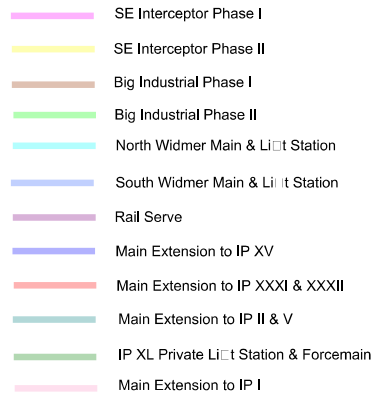 SE Interceptor Phase I
SE Interceptor Phase II
Big Industrial Phase I
Big Industrial Phase II
North Widmer Main & Li□t Station
South Widmer Main & Li□t Station
Rail Serve
Main Extension to IP XV
Main Extension to IP XXXI & XXXII
Main Extension to IP II & V
IP XL Private Li□t Station & Forcemain
Main Extension to IP I